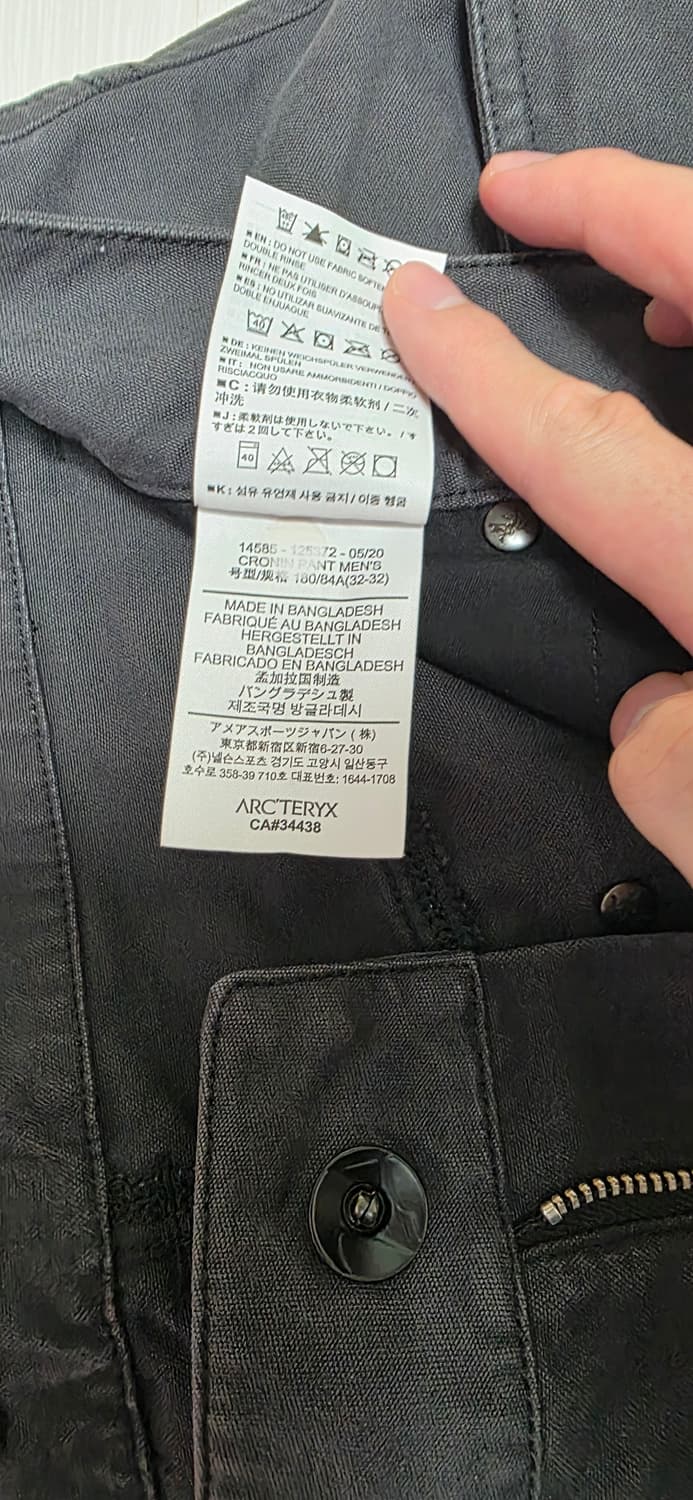 40
EN : DO NOT USE FABRIC
DOUBLE RINSE
FR : NE PAS UTILISER
RINCER DEUX FOIS
ES : NO UTILIZAR SUAVIZANTE DE
DOBLE ENJUAGUE
40
DE : KEINEN WEICHSPÜLER VERWENDEN
ZWEIMAL SPÜLEN
IT : NON USARE AMMORBIDENTI / DOPPIO
RISCIACQUO
C : 请勿使用衣物柔软剂 / 二次
冲洗
J : 柔軟剤は使用しないで下さい。/ す
すぎは2回して下さい。
40
K : 섬유 유연제 사용 금지 / 이중 헹굼
14585 - 125372 - 05/20
CRONIN PANT MEN'S
号型/规格 180/84A(32-32)
MADE IN BANGLADESH
FABRIQUÉ AU BANGLADESH
HERGESTELLT IN
BANGLADESCH
FABRICADO EN BANGLADESH
孟加拉国制造
バングラデシュ製
제조국명 방글라데시
アメアスポーツジャパン ( 株)
東京都新宿区新宿6-27-30
(주)넬슨스포츠 경기도 고양시 일산동구
호수로 358-39 710호 대표번호: 1644-1708
ARC'TERYX
CA#34438